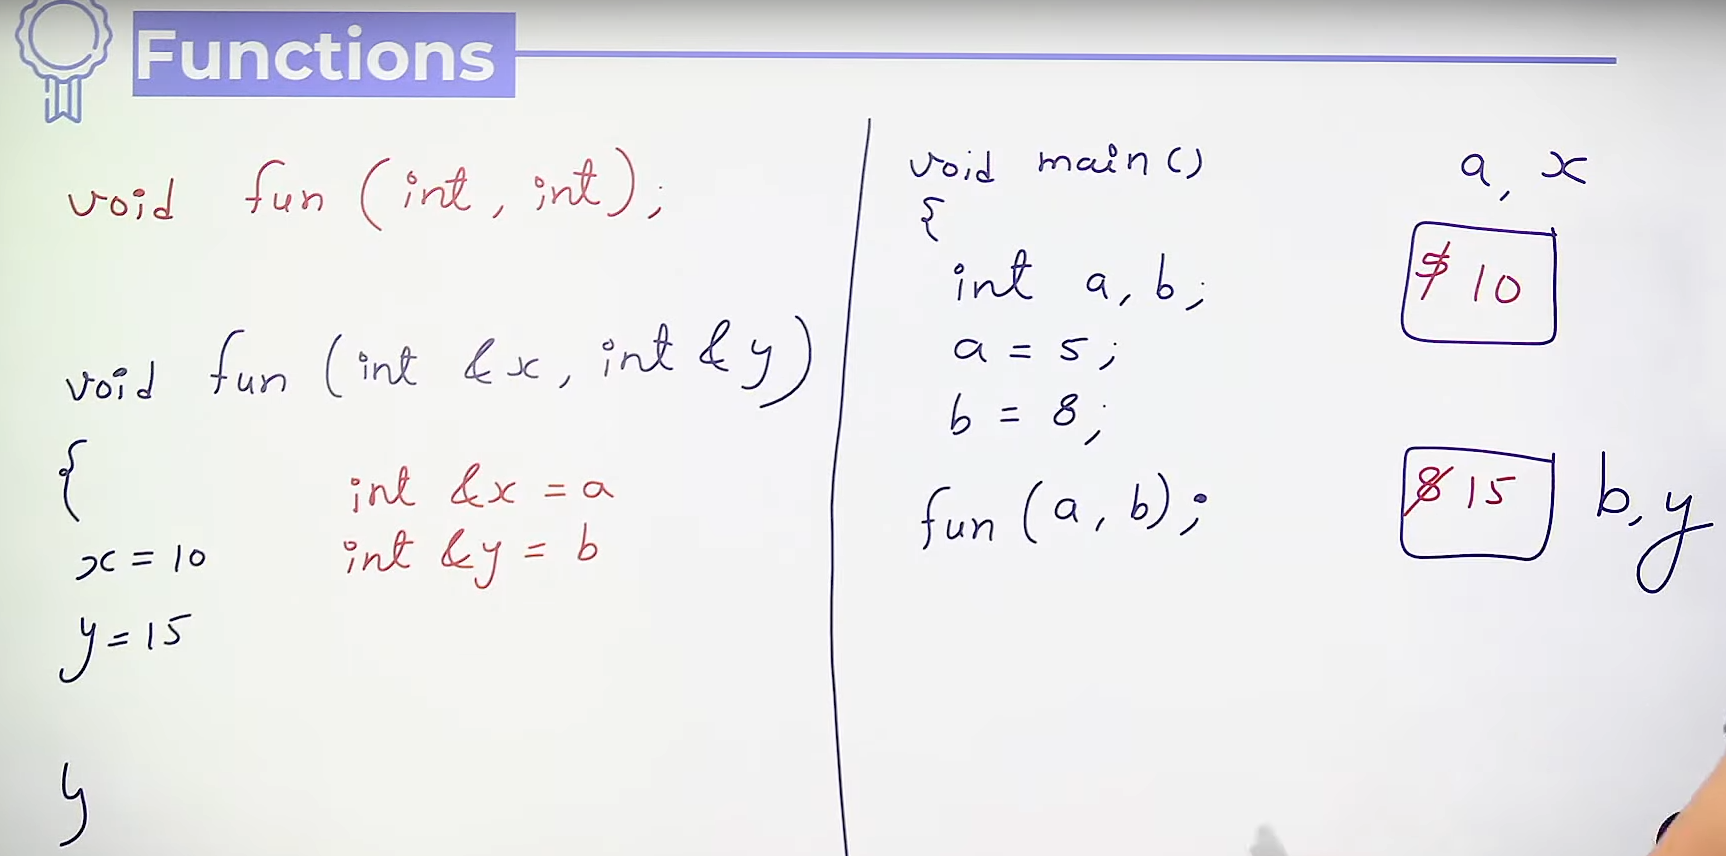 Functions
void fun (int, int);
void fun (int &x, int &y)
{
int &x = a
int &y = b
x = 10
y = 15
}
void main()
{
int a, b;
a = 5;
b = 8;
fun (a, b);
a, x
5 10
8 15
b, y